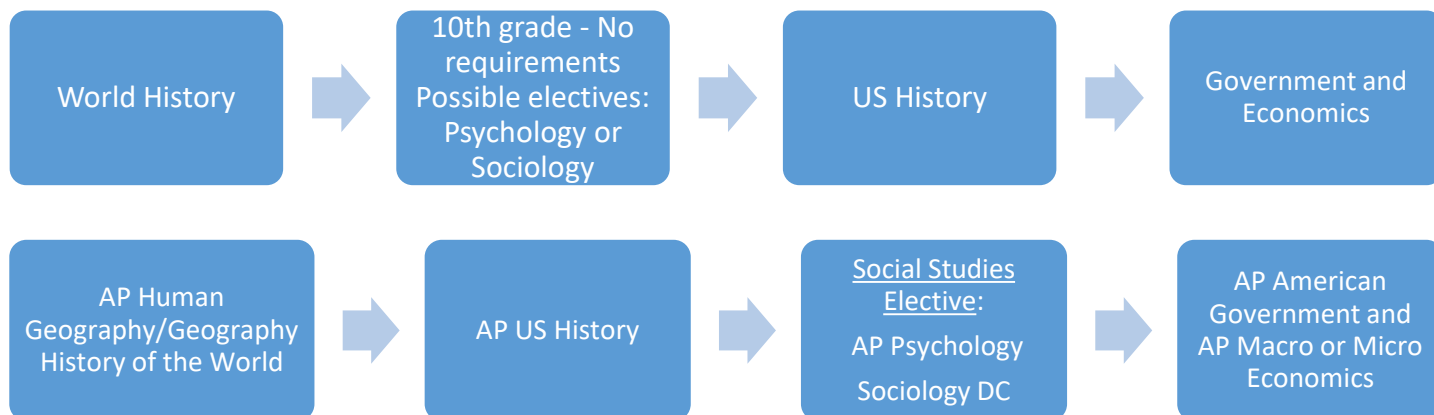 World History
10th grade - No
requirements
Possible electives:
Psychology or
Sociology
US History
Government and
Economics
AP Human
Geography/Geography
History of the World
AP US History
Social Studies
Elective:
AP Psychology
Sociology DC
AP American
Government and
AP Macro or Micro
Economics